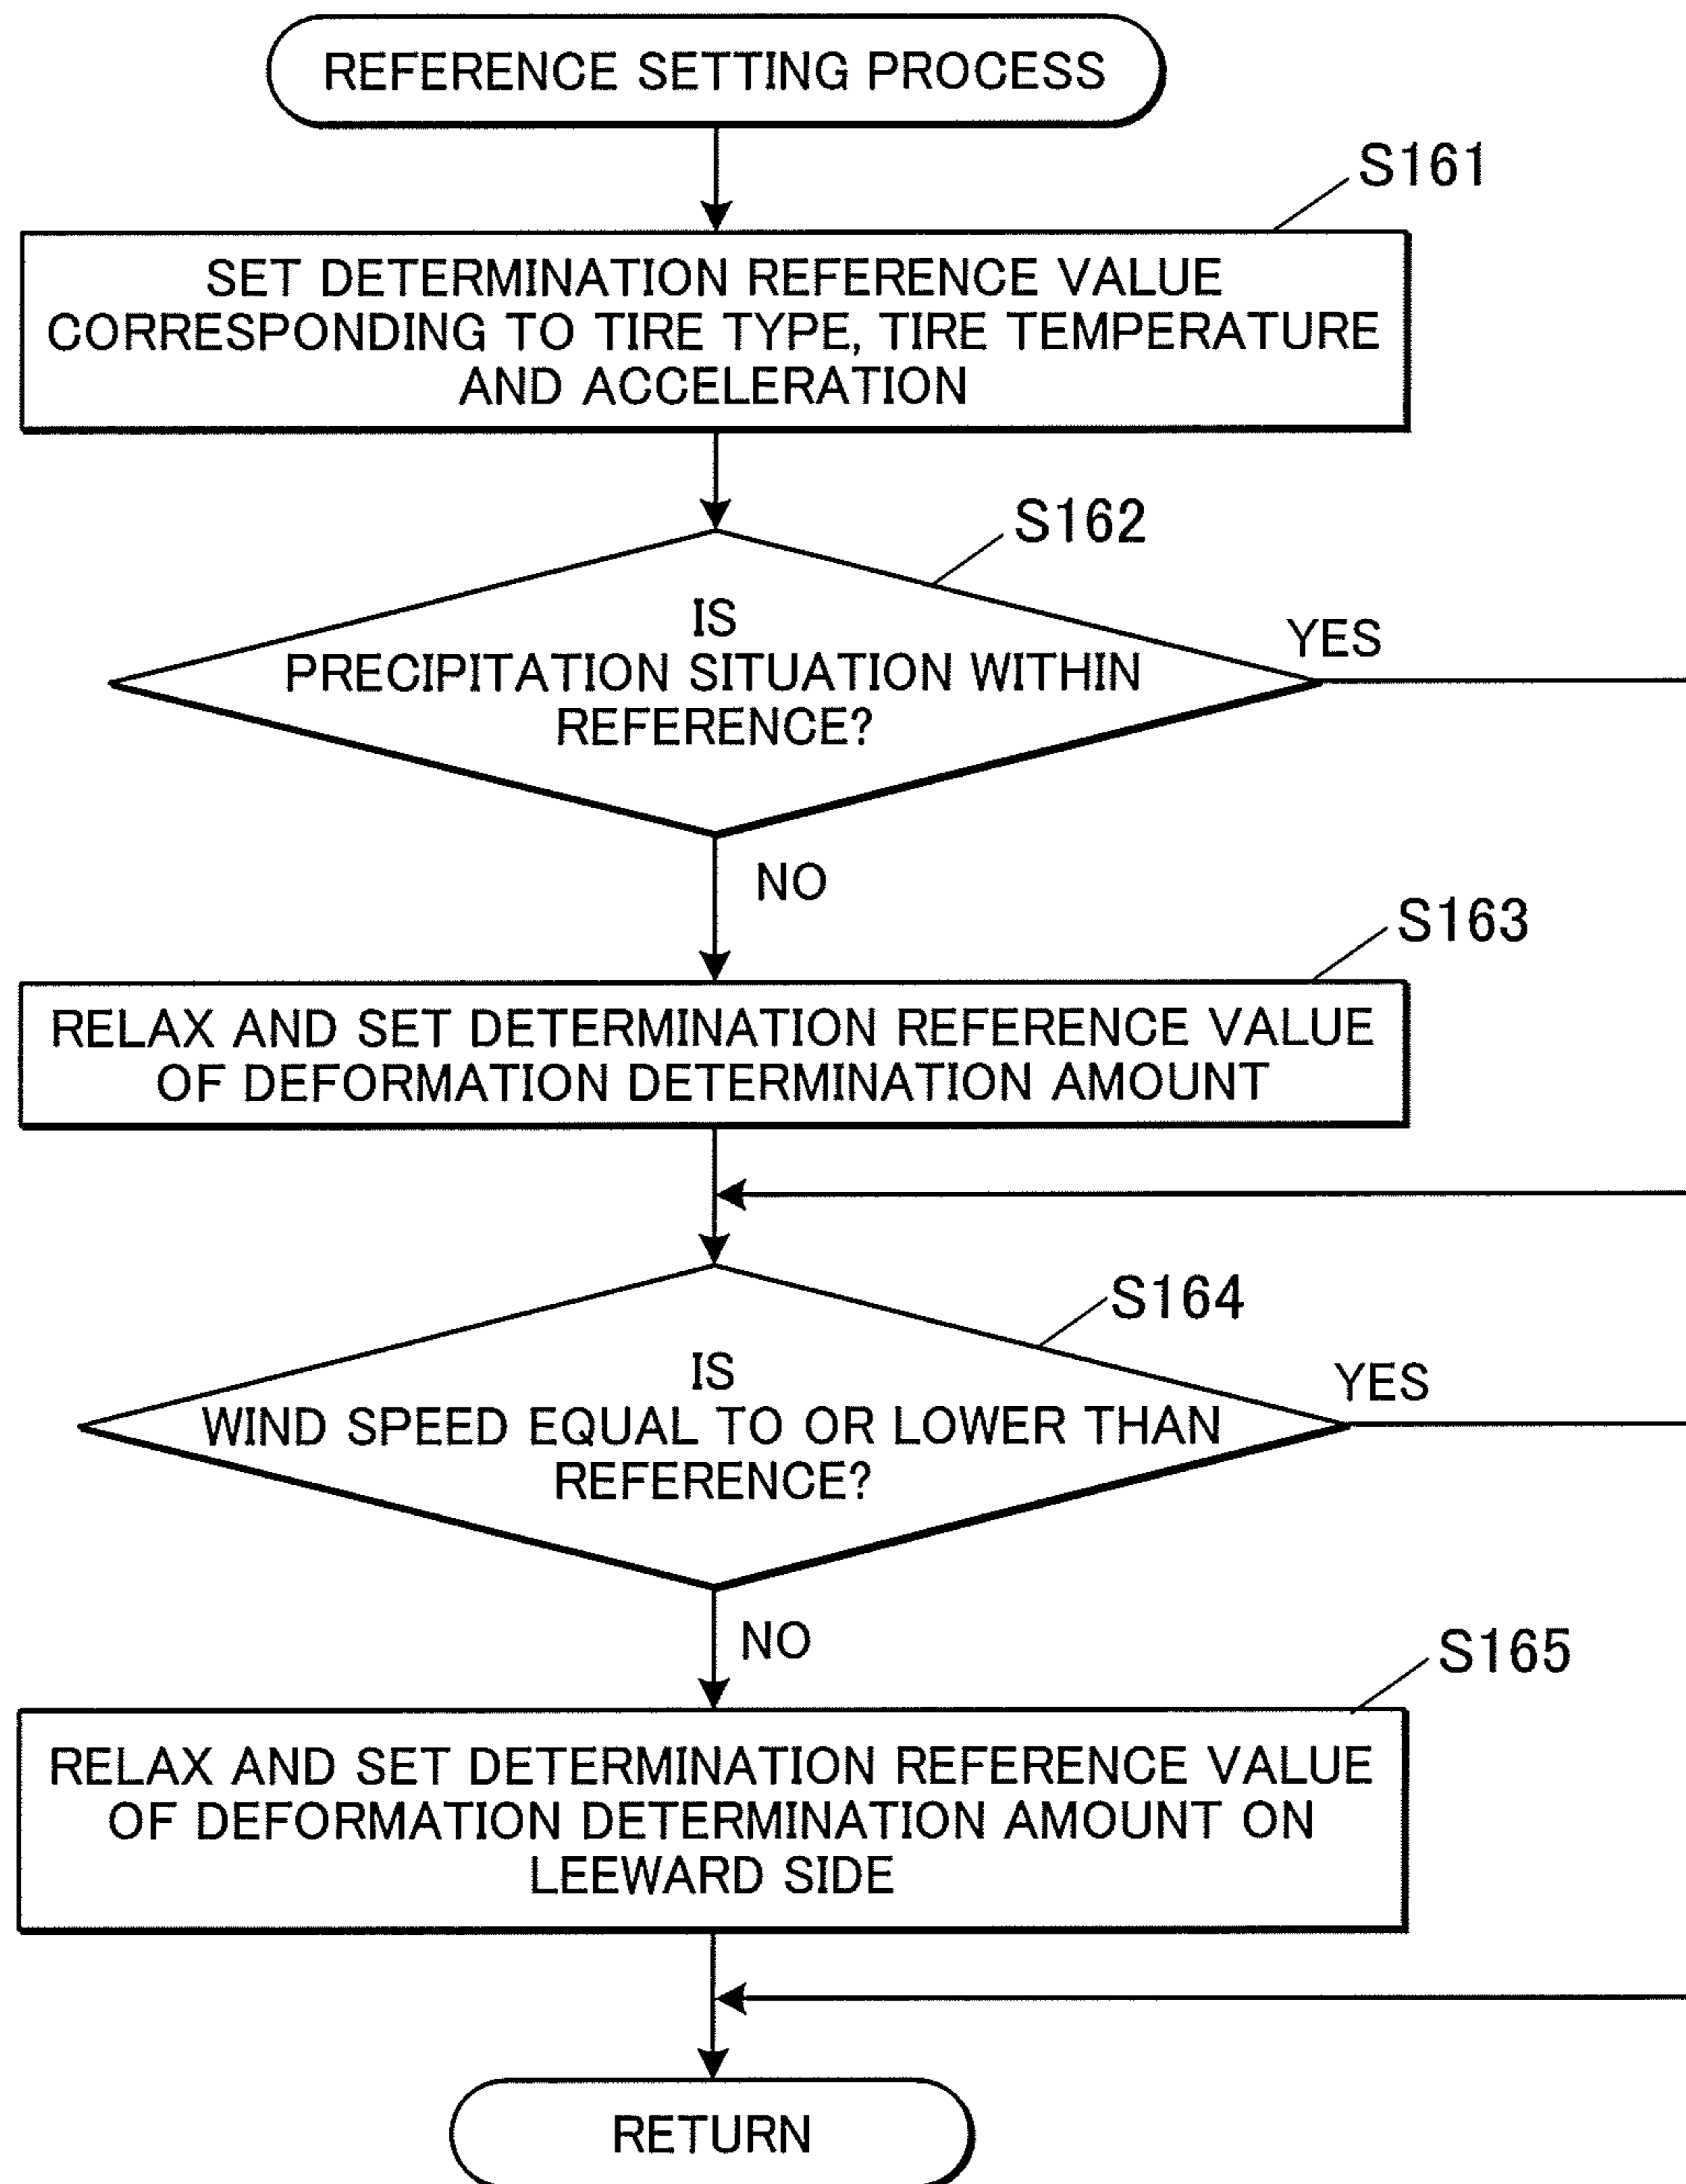 REFERENCE SETTING PROCESS
S161
SET DETERMINATION REFERENCE VALUE
CORRESPONDING TO TIRE TYPE, TIRE TEMPERATURE
AND ACCELERATION
S162
IS
PRECIPITATION SITUATION WITHIN
REFERENCE?
YES
NO
S163
RELAX AND SET DETERMINATION REFERENCE VALUE
OF DEFORMATION DETERMINATION AMOUNT
S164
IS
WIND SPEED EQUAL TO OR LOWER THAN
REFERENCE?
YES
NO
S165
RELAX AND SET DETERMINATION REFERENCE VALUE
OF DEFORMATION DETERMINATION AMOUNT ON
LEEWARD SIDE
RETURN